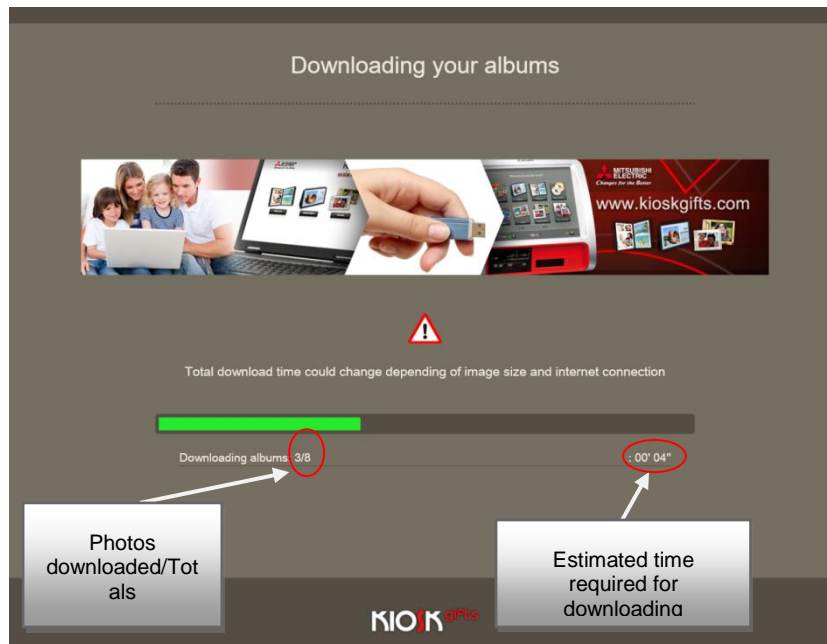 Downloading your albums
MITSUBISHI
ELECTRIC
Changes for the Better
www.kioskgifts.com
Total download time could change depending of image size and internet connection
Downloading albums: 3/8
: 00' 04"
Photos
downloaded/Tot
als
Estimated time
required for
downloading
KIOSK gifts